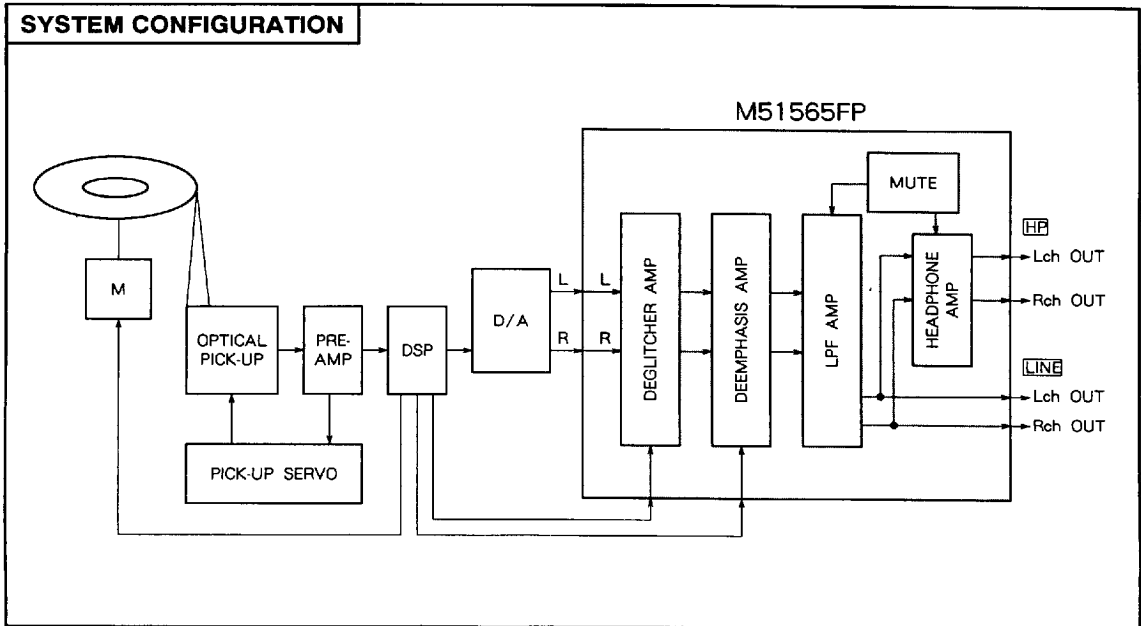 SYSTEM CONFIGURATION
M51565FP
MUTE
HP
Lch OUT
Rch OUT
HEADPHONE
AMP
M
OPTICAL
PICK-UP
PRE-
AMP
DSP
D/A
L
L
R
R
DEGLITCHER AMP
DEEMPHASIS AMP
LPF AMP
LINE
Lch OUT
Rch OUT
PICK-UP SERVO